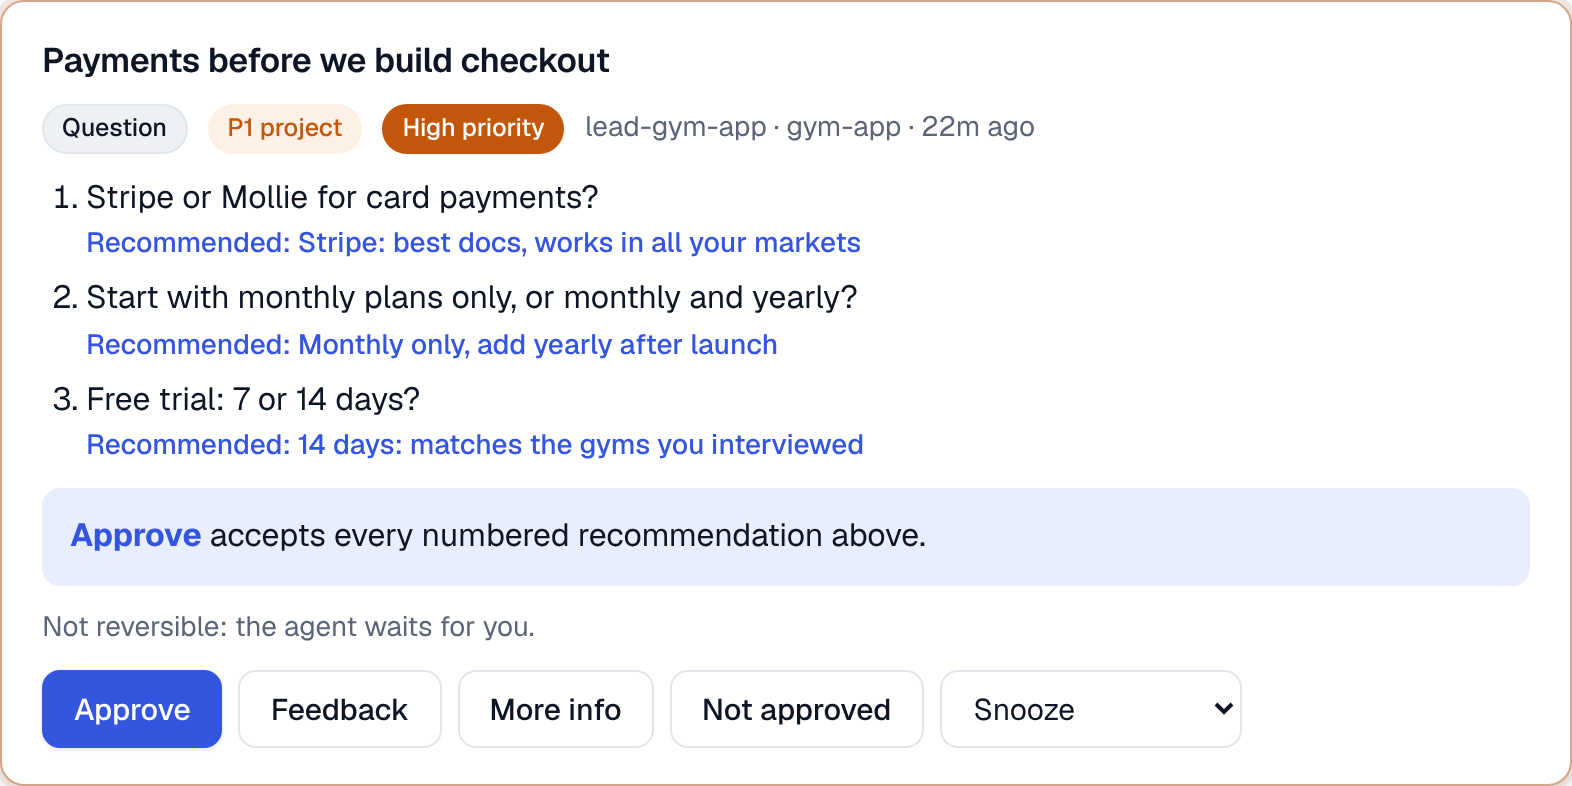 Payments before we build checkout
Question P1 project High priority lead-gym-app · gym-app · 22m ago
1. Stripe or Mollie for card payments?
Recommended: Stripe: best docs, works in all your markets
2. Start with monthly plans only, or monthly and yearly?
Recommended: Monthly only, add yearly after launch
3. Free trial: 7 or 14 days?
Recommended: 14 days: matches the gyms you interviewed
Approve accepts every numbered recommendation above.
Not reversible: the agent waits for you.
Approve Feedback More info Not approved Snooze